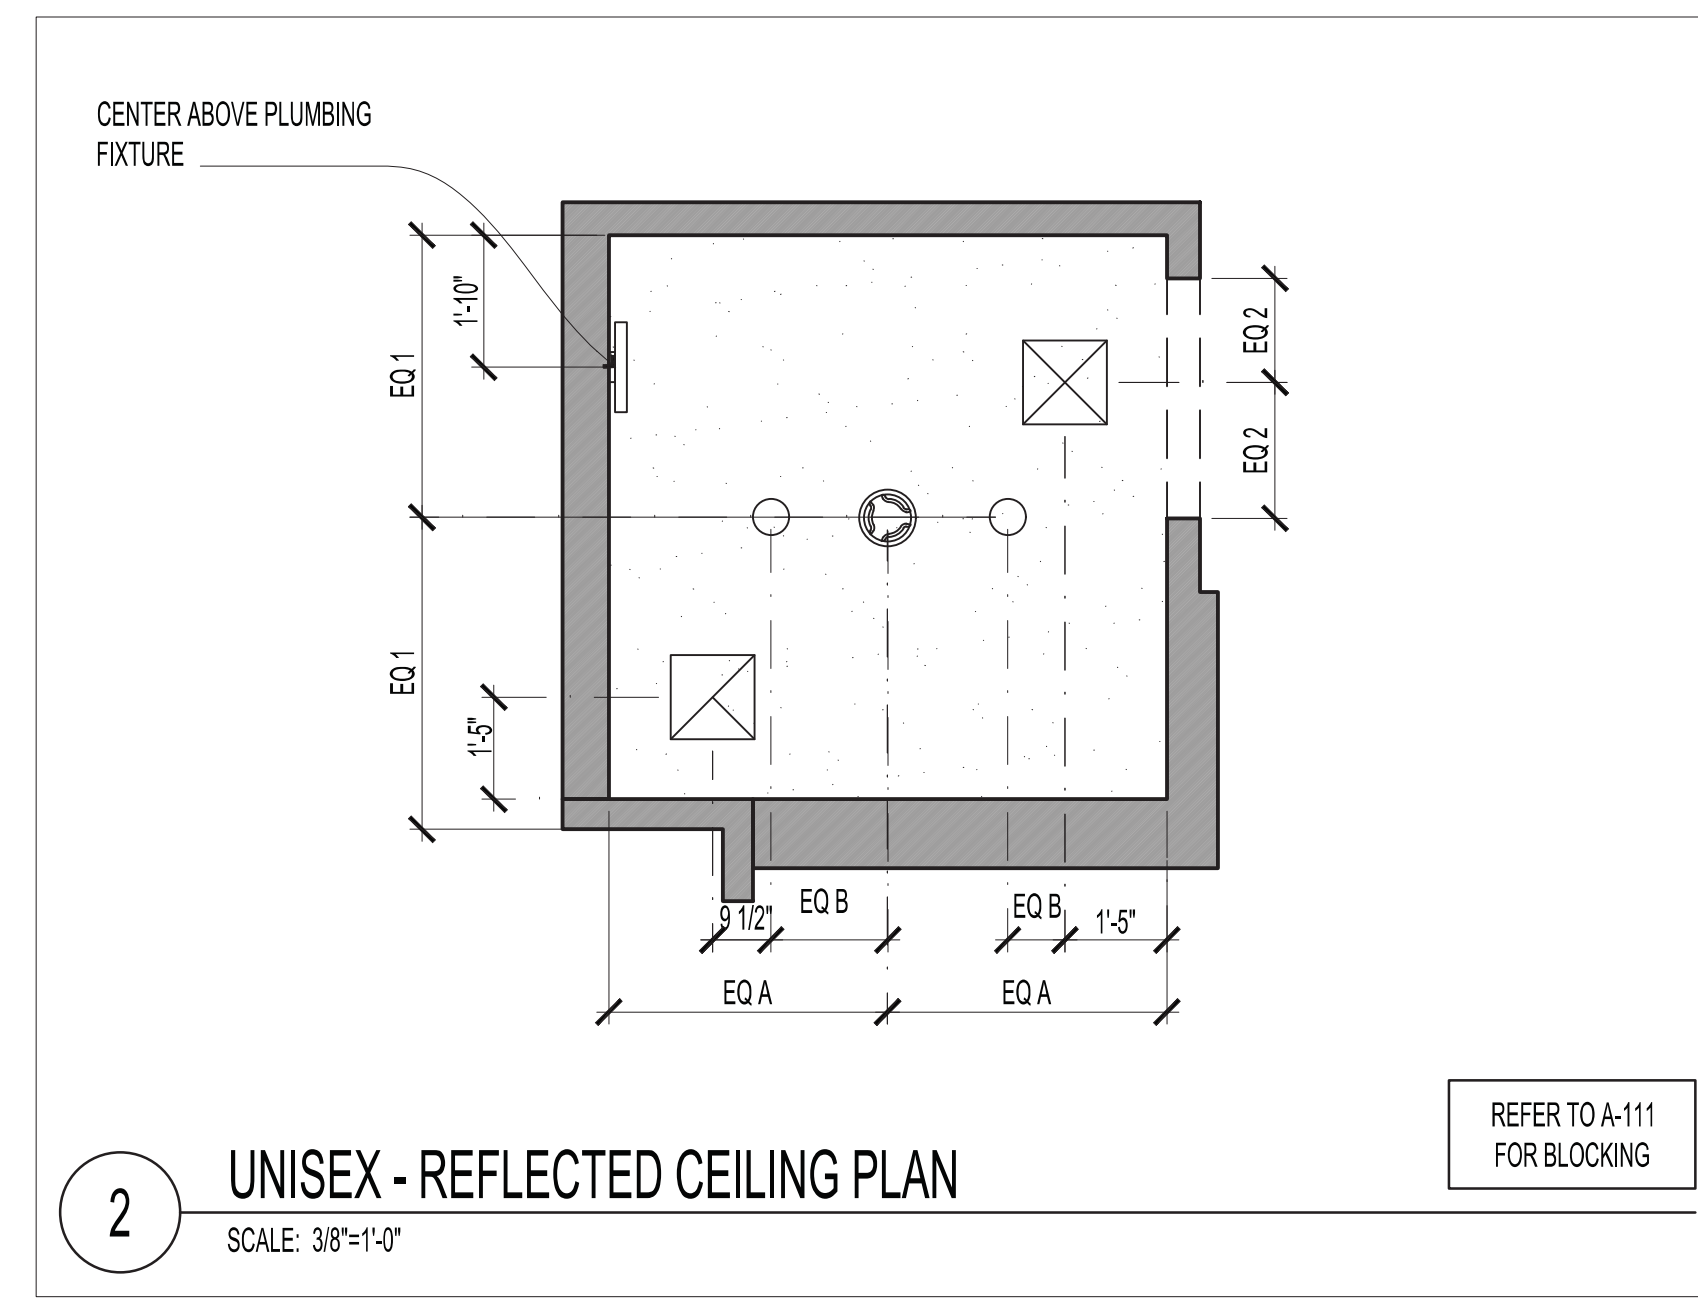 CENTER ABOVE PLUMBING
FIXTURE
1'-10"
EQ 1
EQ 2
EQ 2
EQ 1
1'-5"
9 1/2"
EQ B
EQ B
1'-5"
EQ A
EQ A
REFER TO A-111
FOR BLOCKING
2
UNISEX - REFLECTED CEILING PLAN
SCALE: 3/8"=1'-0"